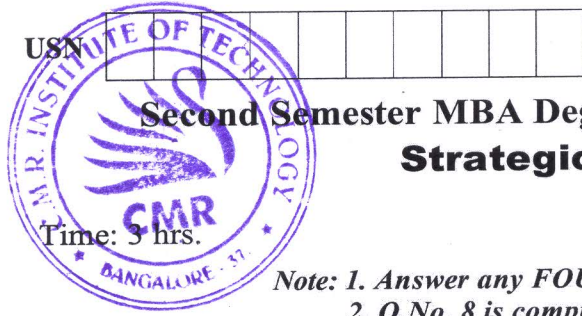 USN
C.M.R. INSTITUTE OF TECHNOLOGY
CMR
BANGALORE - 37.
Second Semester MBA Deg
Strategic
Time: 3 hrs.
Note: 1. Answer any FOU
2. Q.No. 8 is comp